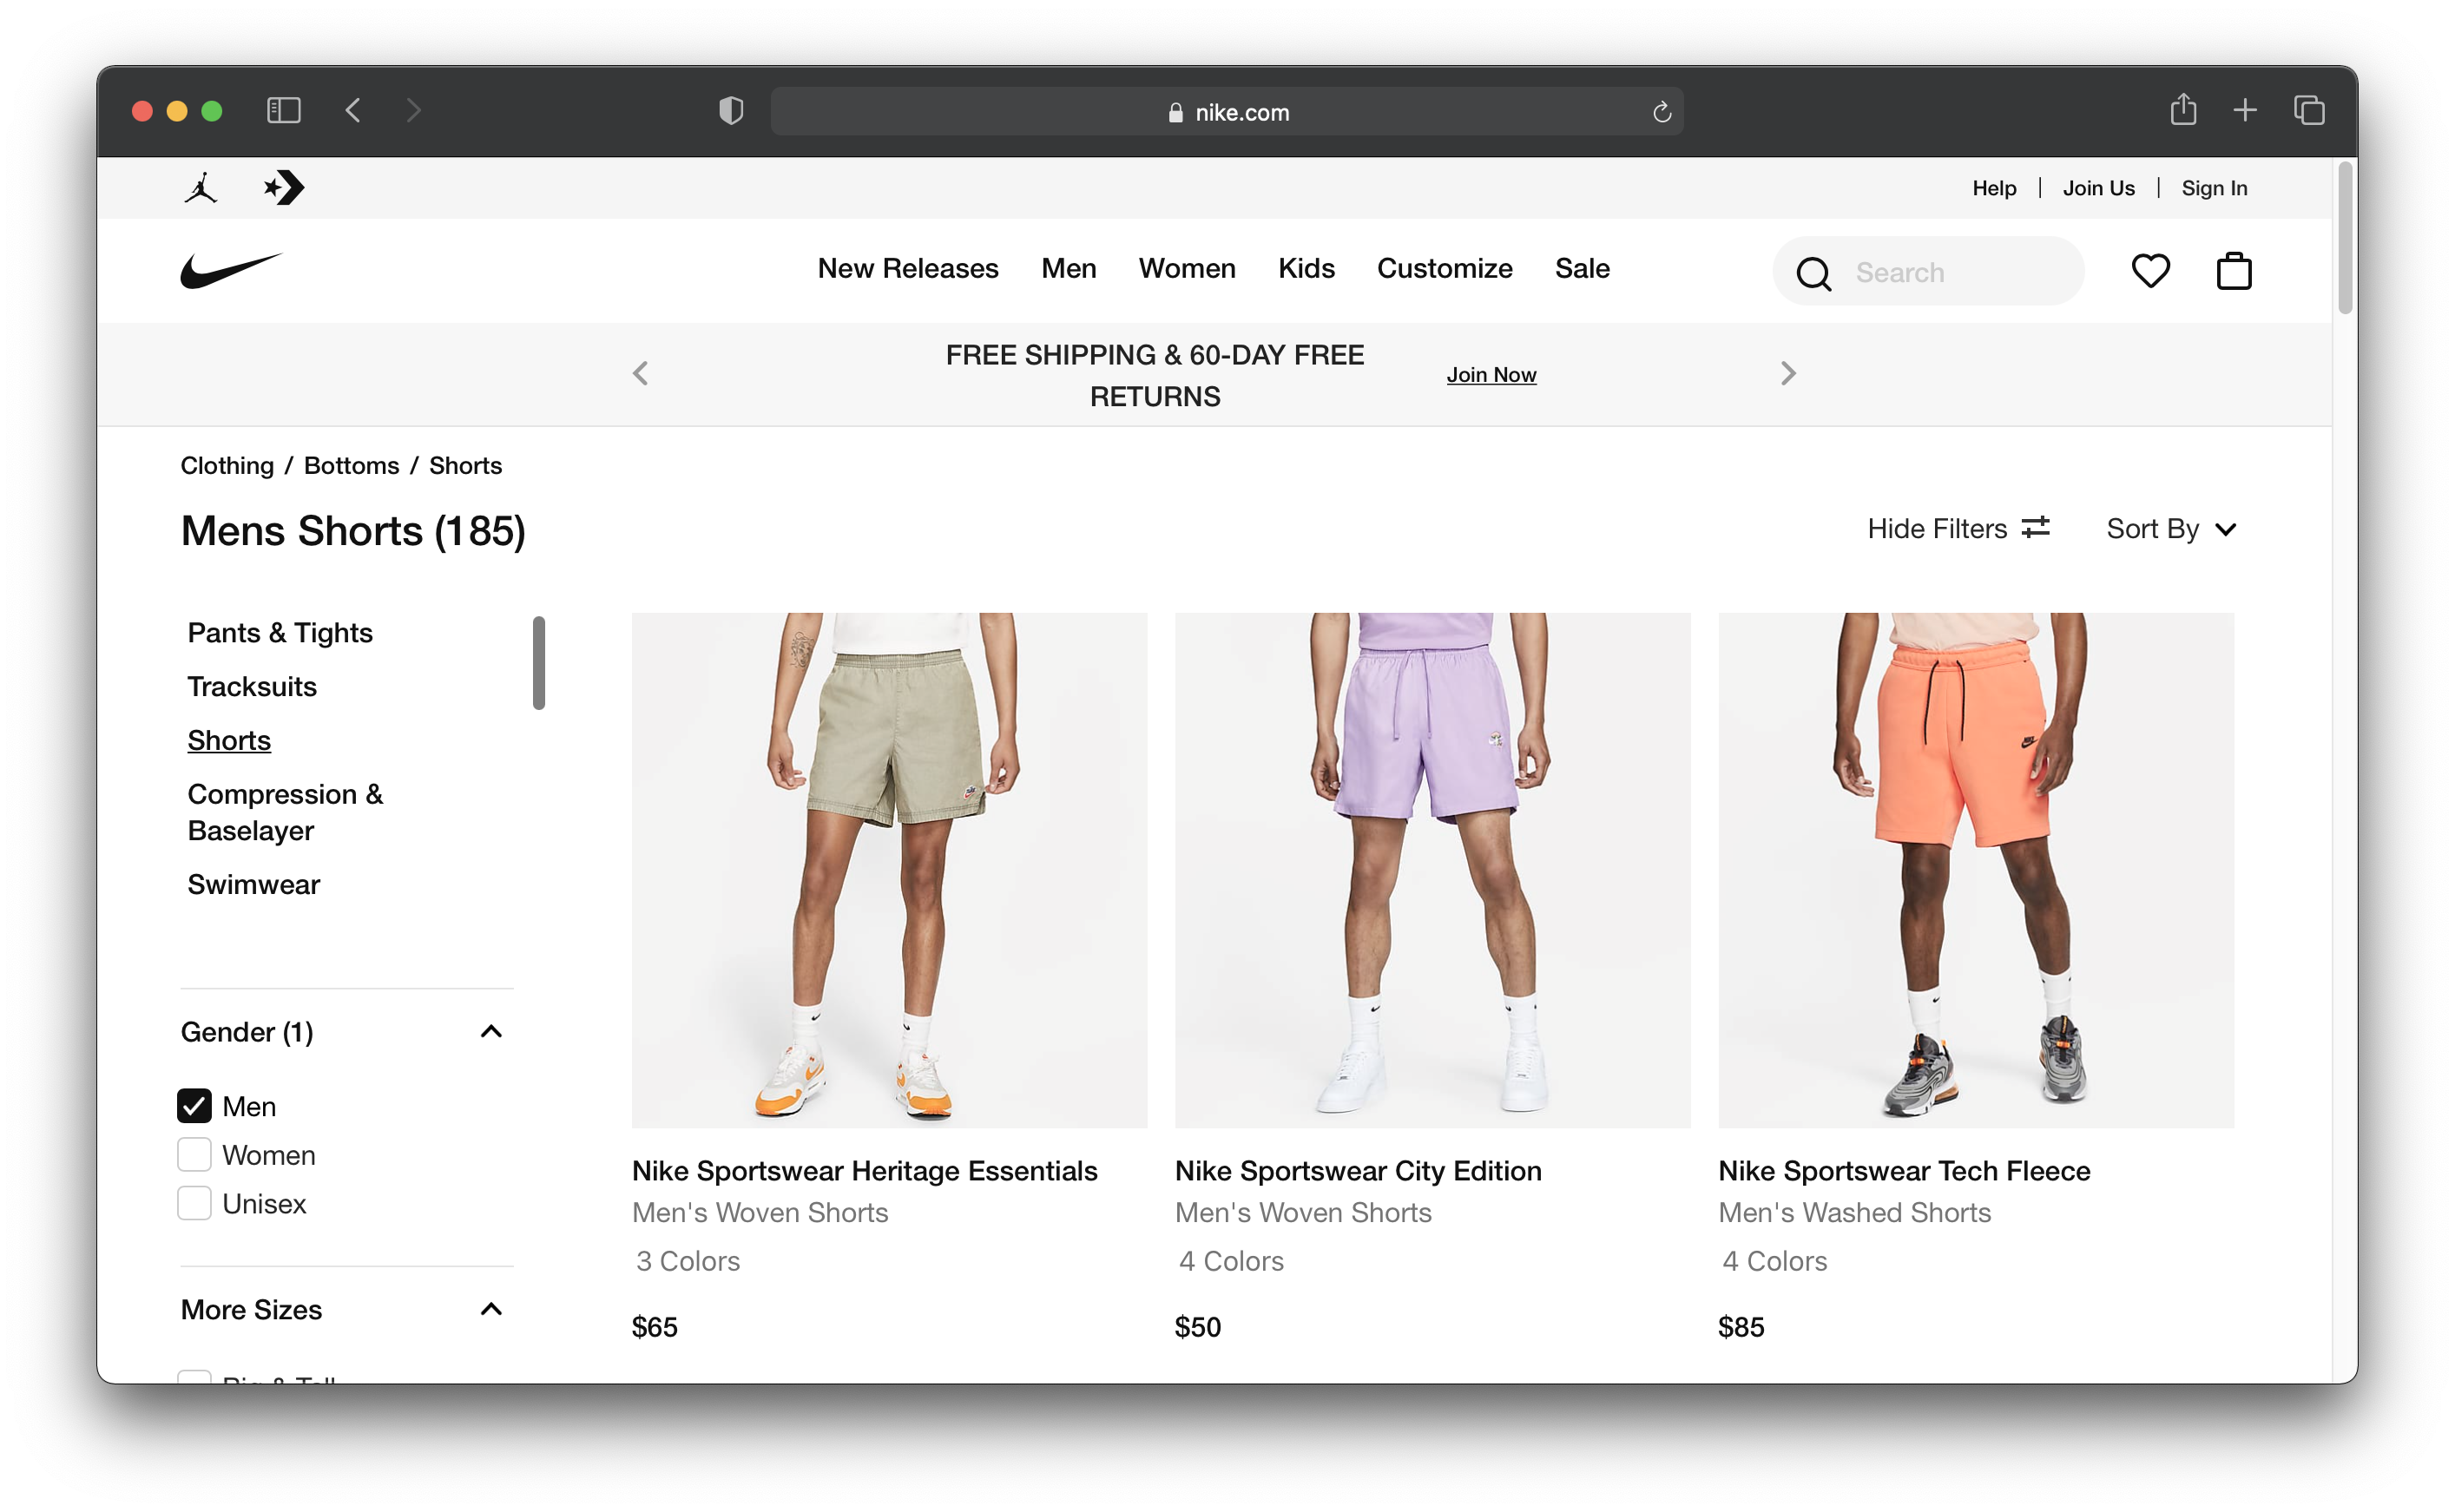 nike.com
Help | Join Us | Sign In
New Releases Men Women Kids Customize Sale
Search
FREE SHIPPING & 60-DAY FREE
RETURNS
Join Now
Clothing / Bottoms / Shorts
Mens Shorts (185)
Hide Filters
Sort By
Pants & Tights
Tracksuits
Shorts
Compression &
Baselayer
Swimwear
Gender (1)
Men
Women
Unisex
More Sizes
Big & Tall
Nike Sportswear Heritage Essentials
Men's Woven Shorts
3 Colors
$65
Nike Sportswear City Edition
Men's Woven Shorts
4 Colors
$50
Nike Sportswear Tech Fleece
Men's Washed Shorts
4 Colors
$85